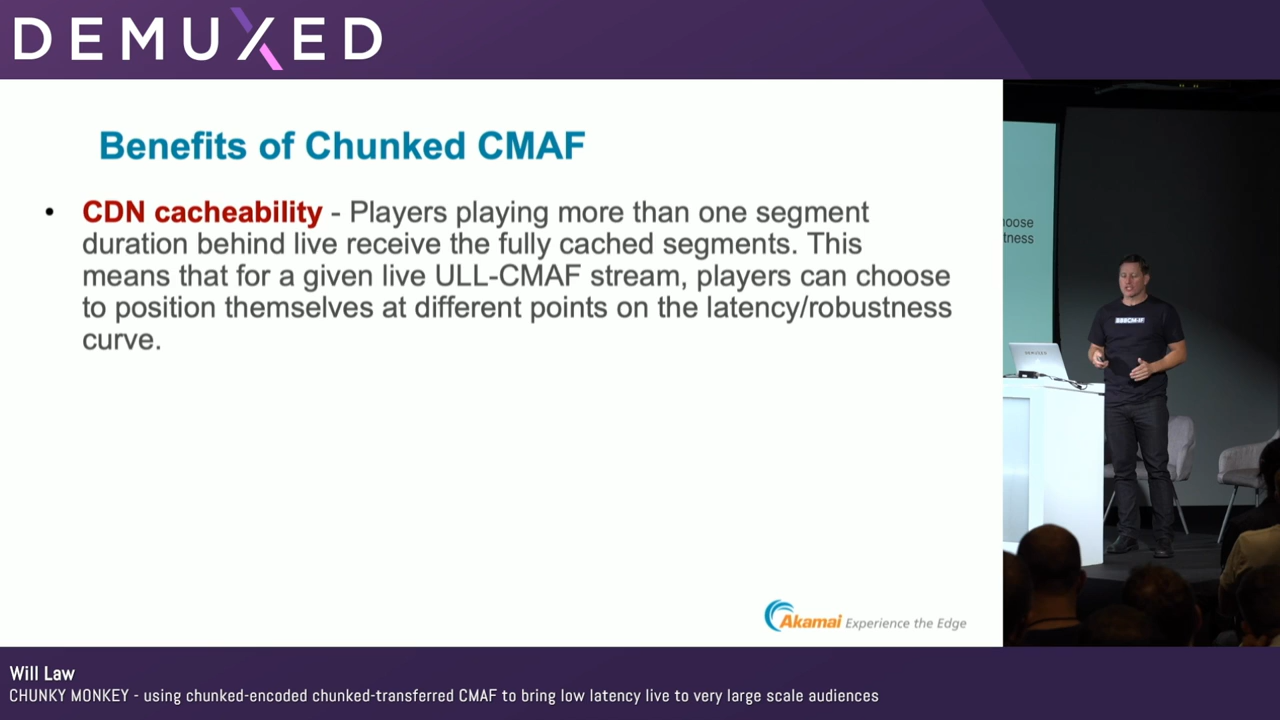 DEMUXED
Benefits of Chunked CMAF
• CDN cacheability - Players playing more than one segment
duration behind live receive the fully cached segments. This
means that for a given live ULL-CMAF stream, players can choose
to position themselves at different points on the latency/robustness
curve.
Akamai Experience the Edge
Will Law
CHUNKY MONKEY - using chunked-encoded chunked-transferred CMAF to bring low latency live to very large scale audiences